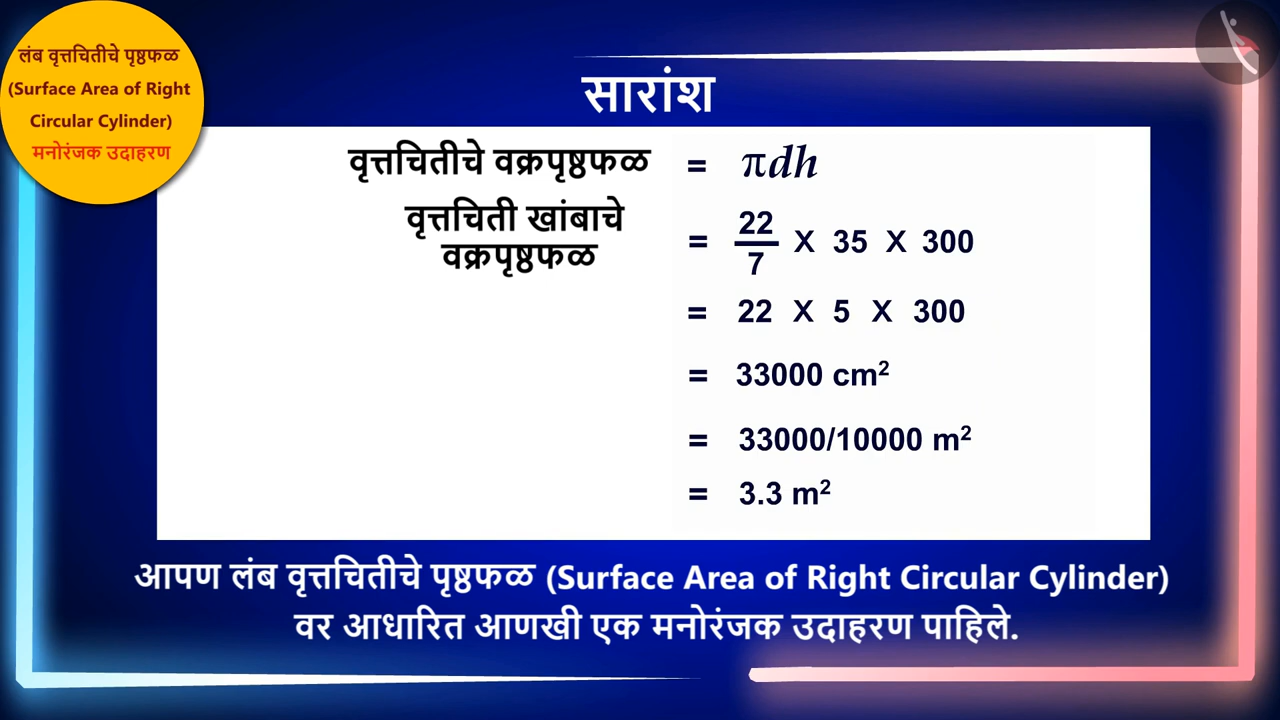 लंब वृत्तचितीचे पृष्ठफळ
(Surface Area of Right
Circular Cylinder)
मनोरंजक उदाहरण
सारांश
वृत्तचितीचे वक्रपृष्ठफळ = πdh
वृत्तचिती खांबाचे
वक्रपृष्ठफळ = 22/7 X 35 X 300
= 22 X 5 X 300
= 33000 cm²
= 33000/10000 m²
= 3.3 m²
आपण लंब वृत्तचितीचे पृष्ठफळ (Surface Area of Right Circular Cylinder)
वर आधारित आणखी एक मनोरंजक उदाहरण पाहिले.